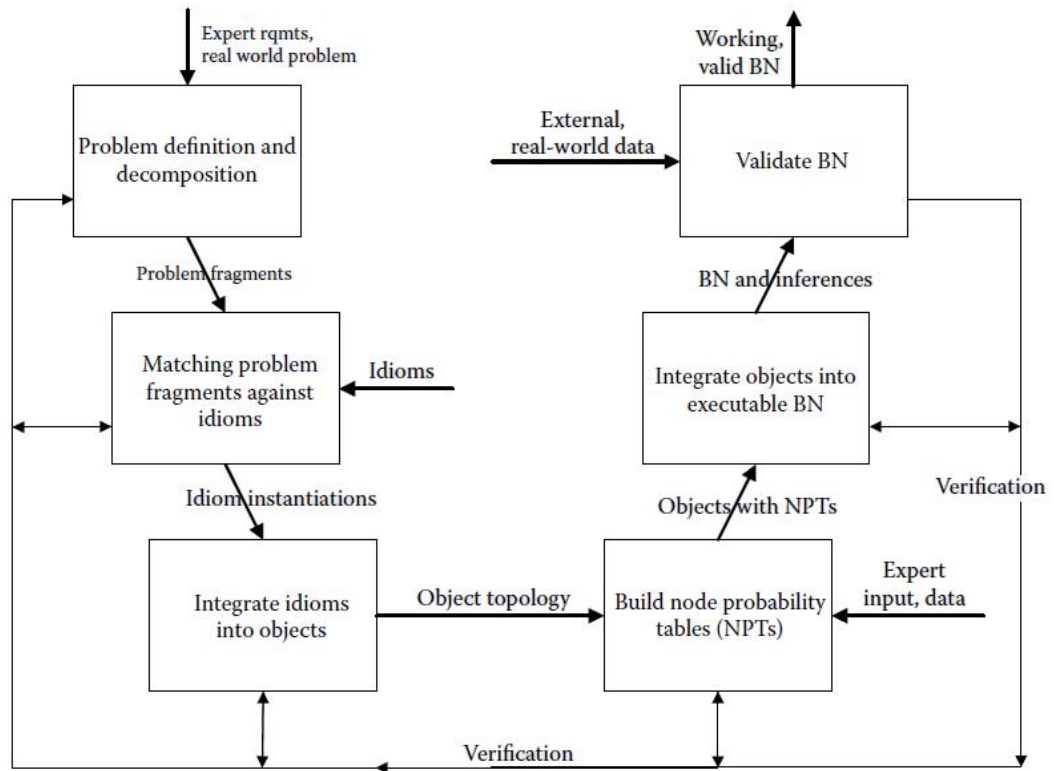 Expert rqmts,
real world problem
Problem definition and
decomposition
Problem fragments
Matching problem
fragments against
idioms
Idioms
Idiom instantiations
Integrate idioms
into objects
Object topology
Build node probability
tables (NPTs)
Expert
input, data
Objects with NPTs
Integrate objects into
executable BN
BN and inferences
Validate BN
External,
real-world data
Working,
valid BN
Verification
Verification